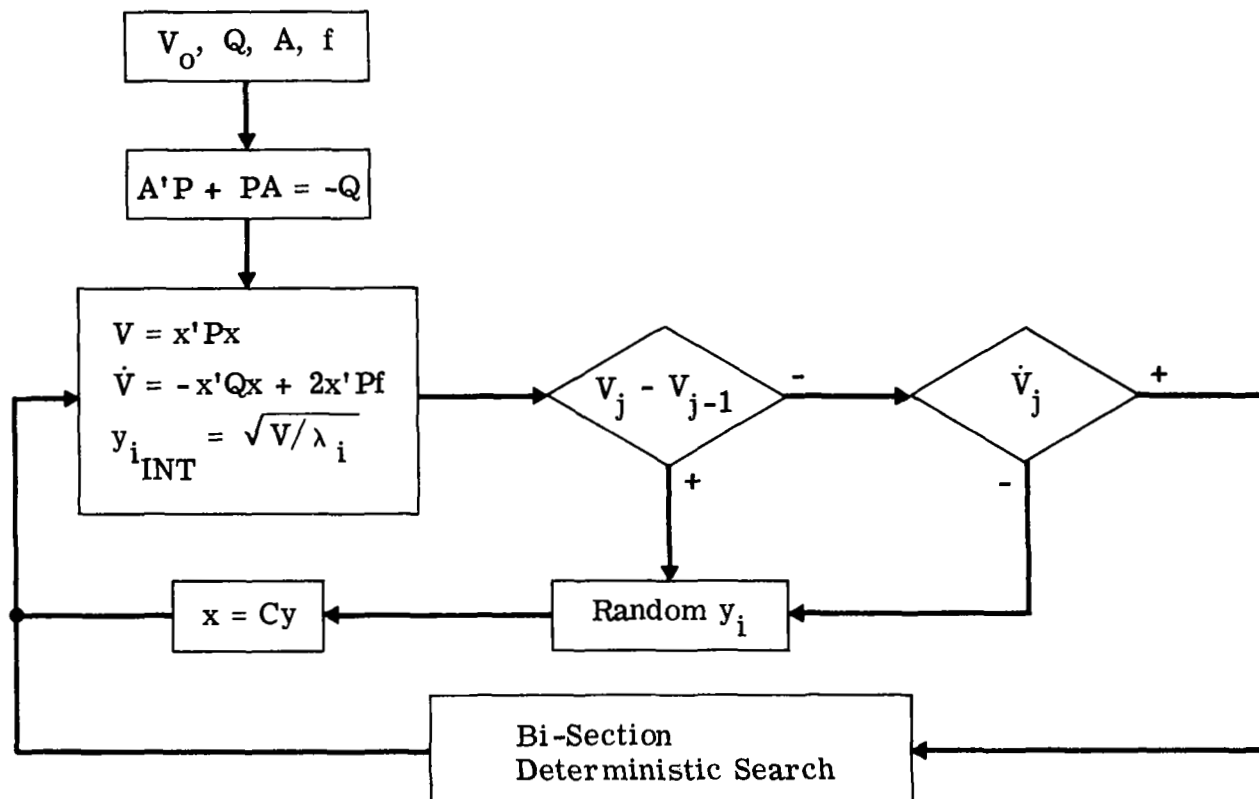 V_o, Q, A, f
A'P + PA = -Q
V = x'Px
V̇ = -x'Qx + 2x'Pf
y_i_INT = √V/λ_i
V_j - V_j-1
-
+
V̇_j
+
-
Random y_i
x = Cy
Bi-Section
Deterministic Search